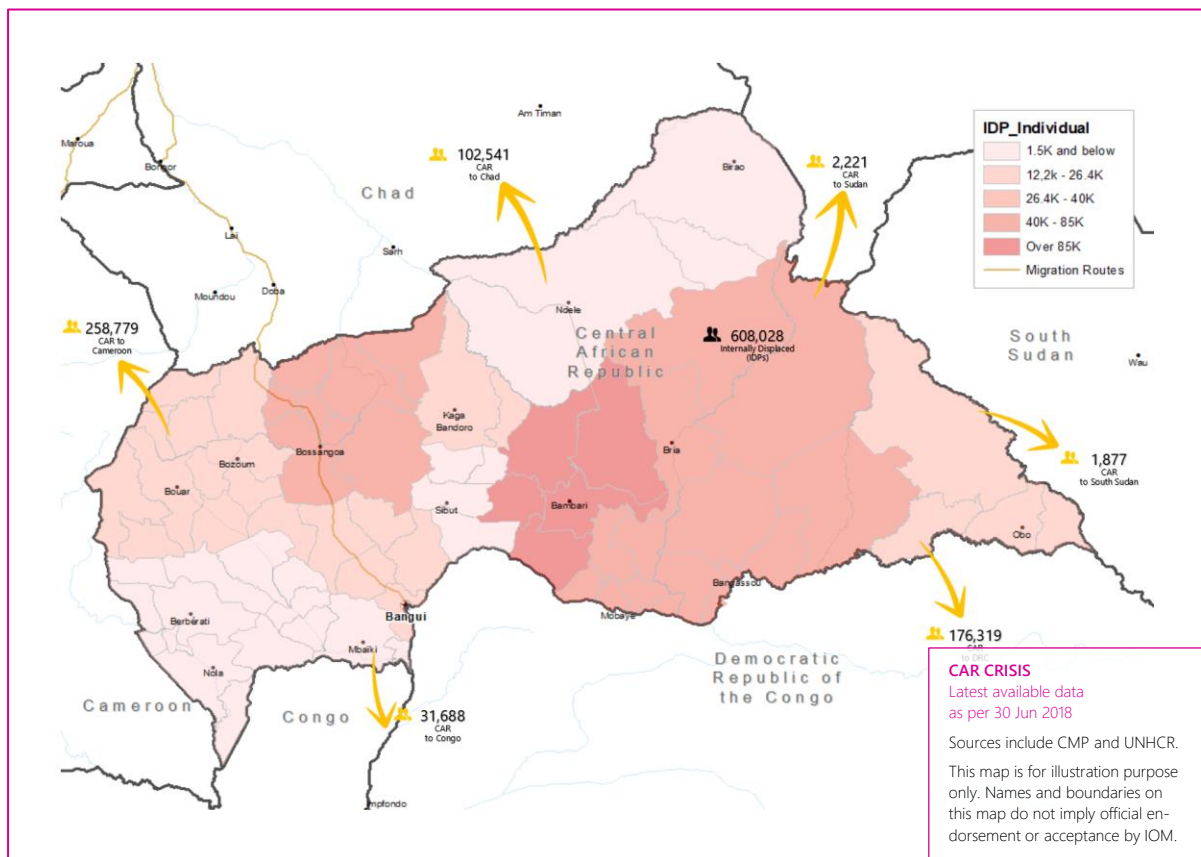 Am Timan
Maroua
Bongor
102,541
CAR
to Chad
Birao
2,221
CAR
to Sudan
IDP_Individual
1.5K and below
12,2k - 26.4K
26.4K - 40K
40K - 85K
Over 85K
Migration Routes
Chad
Lai
Sarh
Moundou
Doba
Ndele
258,779
CAR to
Cameroon
Central
African
Republic
608,028
Internally Displaced
(IDPs)
South
Sudan
Wau
Kaga
Bandoro
Bossangoa
Bria
Bozoum
Bouar
1,877
CAR
to South Sudan
Sibut
Bambari
Obo
Bangassou
Bangui
Mobaye
Berbérati
Mbaïki
176,319
CAR
to DRC
Nola
Democratic
Republic of
the Congo
Cameroon
Congo
31,688
CAR
to Congo
mpfondo
CAR CRISIS
Latest available data
as per 30 Jun 2018
Sources include CMP and UNHCR.
This map is for illustration purpose
only. Names and boundaries on
this map do not imply official en-
dorsement or acceptance by IOM.